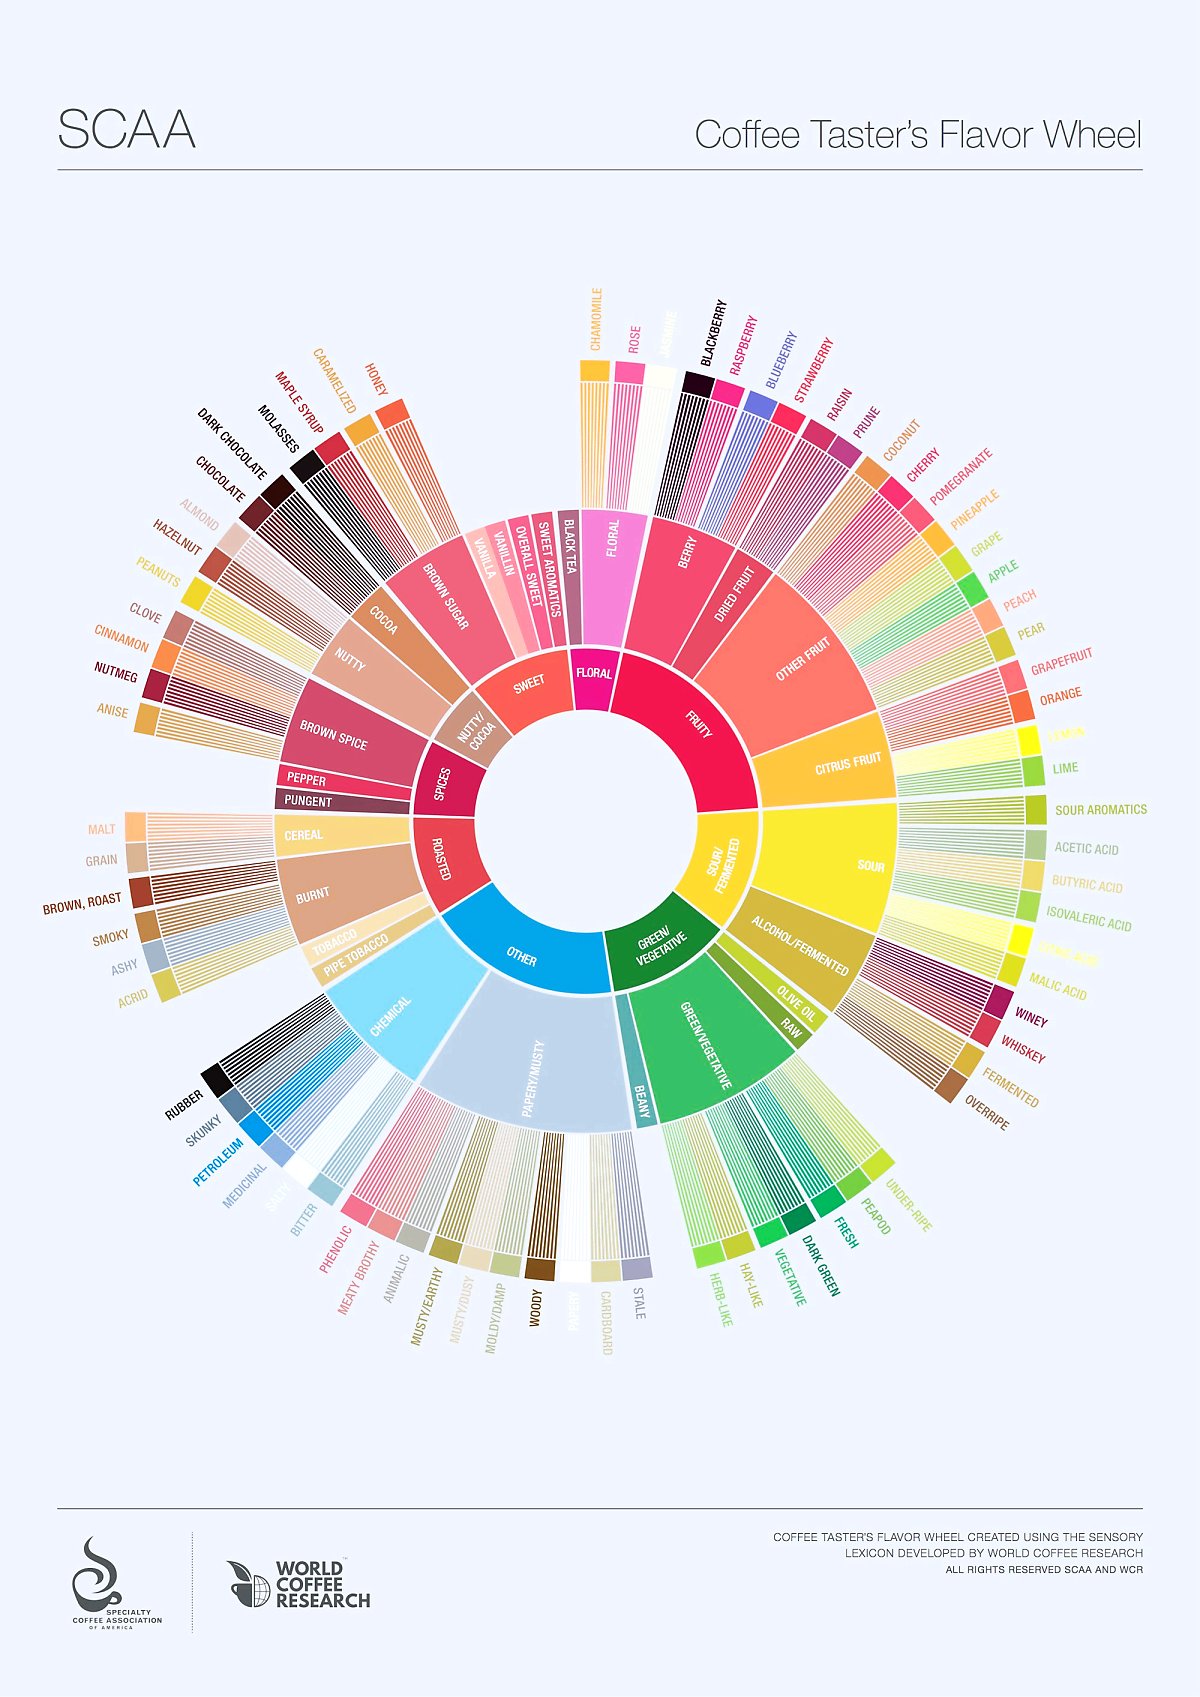 SCAA
Coffee Taster's Flavor Wheel
CHAMOMILE
ROSE
JASMINE
BLACKBERRY
RASPBERRY
BLUEBERRY
STRAWBERRY
RAISIN
PRUNE
COCONUT
CHERRY
POMEGRANATE
PINEAPPLE
GRAPE
APPLE
PEACH
PEAR
GRAPEFRUIT
ORANGE
LEMON
LIME
SOUR AROMATICS
ACETIC ACID
BUTYRIC ACID
ISOVALERIC ACID
MALIC ACID
WINEY
WHISKEY
FERMENTED
OVERRIPE
UNDER-RIPE
PEAPOD
FRESH
DARK GREEN
VEGETATIVE
HAY-LIKE
HERB-LIKE
STALE
CARDBOARD
PAPERY
WOODY
MOLDY/DAMP
MUSTY/DUSY
MUSTY/EARTHY
ANIMALIC
MEATY BROTHY
PHENOLIC
BITTER
SALTY
MEDICINAL
PETROLEUM
SKUNKY
RUBBER
ACRID
ASHY
SMOKY
BROWN, ROAST
GRAIN
MALT
ANISE
NUTMEG
CINNAMON
CLOVE
PEANUTS
HAZELNUT
ALMOND
CHOCOLATE
DARK CHOCOLATE
MOLASSES
MAPLE SYRUP
CARAMELIZED
HONEY
FLORAL
BERRY
DRIED FRUIT
OTHER FRUIT
CITRUS FRUIT
SOUR
ALCOHOL/FERMENTED
OLIVE OIL
RAW
GREEN/VEGETATIVE
BEANY
PAPERY/MUSTY
CHEMICAL
PIPE TOBACCO
TOBACCO
BURNT
CEREAL
PUNGENT
PEPPER
BROWN SPICE
NUTTY
COCOA
BROWN SUGAR
VANILLA
VANILLIN
OVERALL SWEET
SWEET AROMATICS
BLACK TEA
FLORAL
FRUITY
SOUR/
FERMENTED
GREEN/
VEGETATIVE
OTHER
ROASTED
SPICES
NUTTY/
COCOA
SWEET
SPECIALTY
COFFEE ASSOCIATION
OF AMERICA
WORLD
COFFEE
RESEARCH
COFFEE TASTER'S FLAVOR WHEEL CREATED USING THE SENSORY
LEXICON DEVELOPED BY WORLD COFFEE RESEARCH
ALL RIGHTS RESERVED SCAA AND WCR